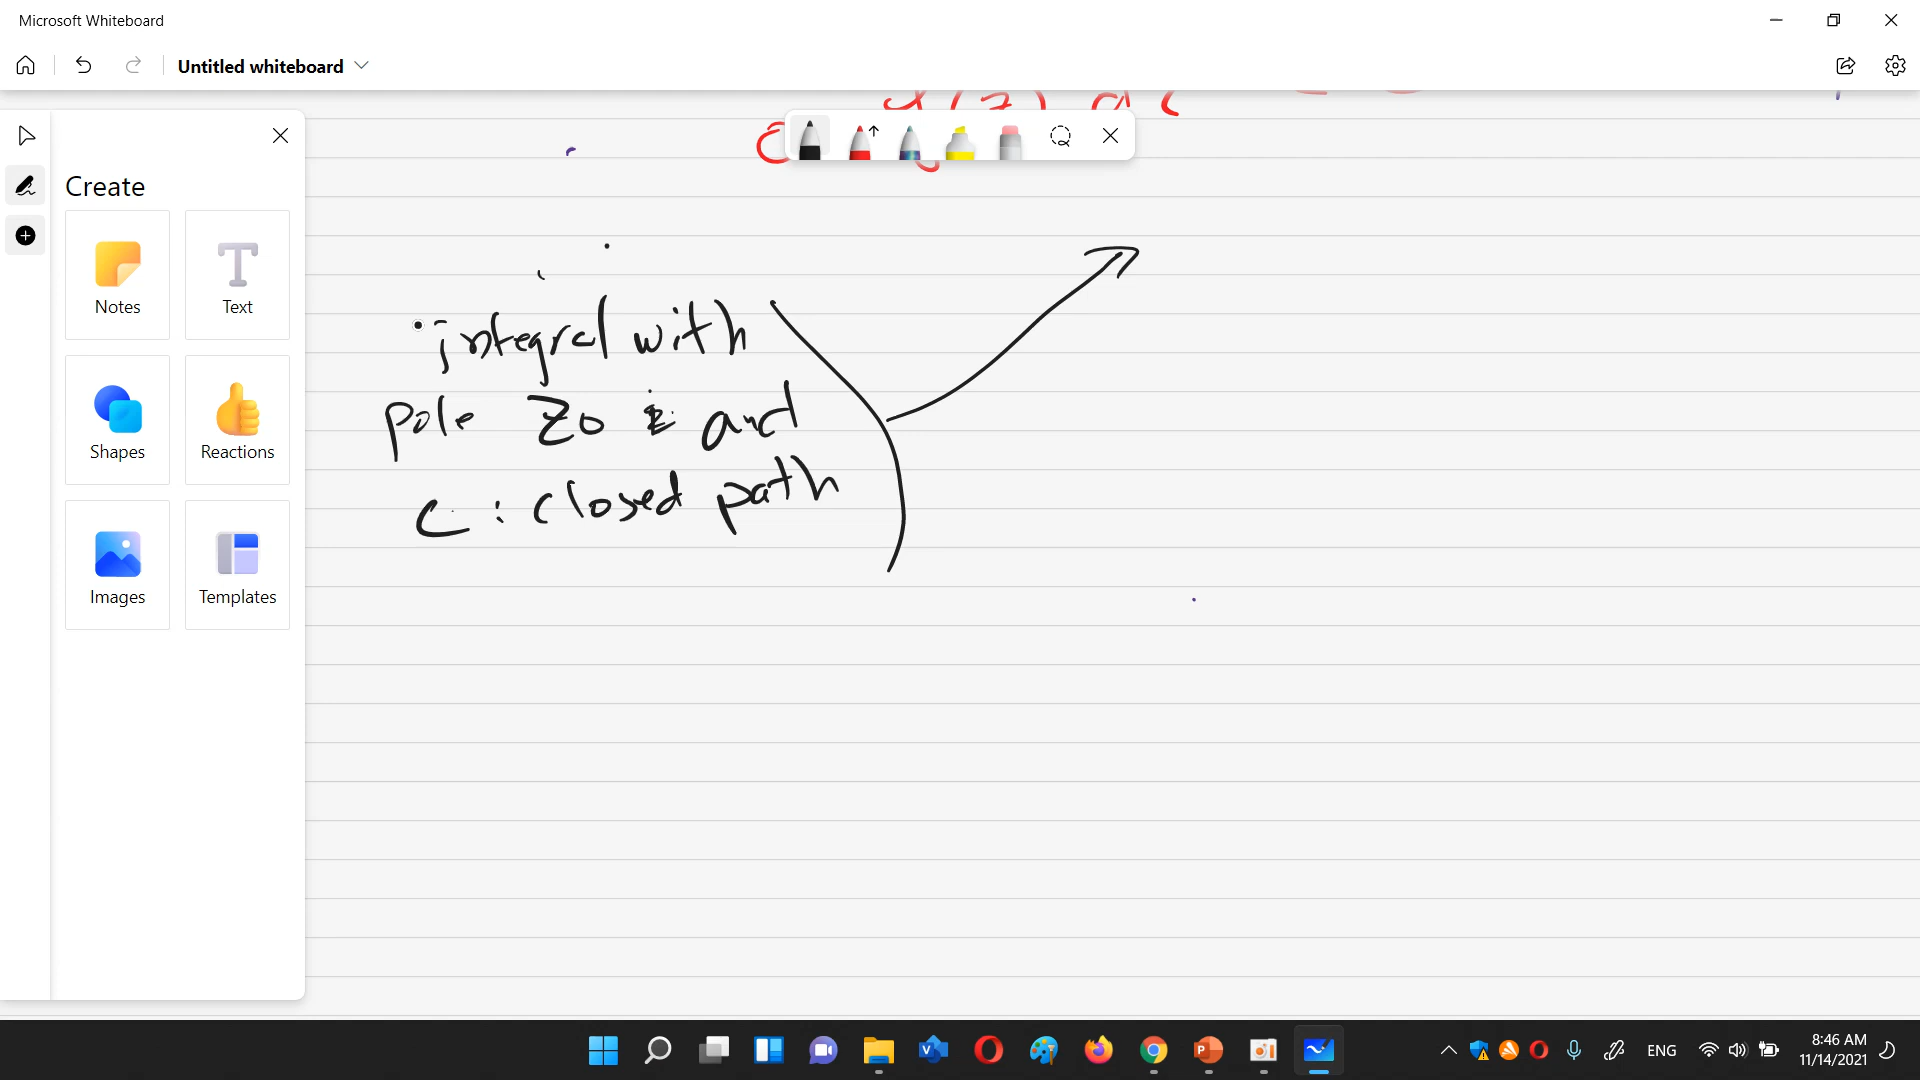 Microsoft Whiteboard
Untitled whiteboard
Create
Notes
Text
Shapes
Reactions
Images
Templates
integral with
pole Zo and
C : closed path
ENG
8:46 AM
11/14/2021